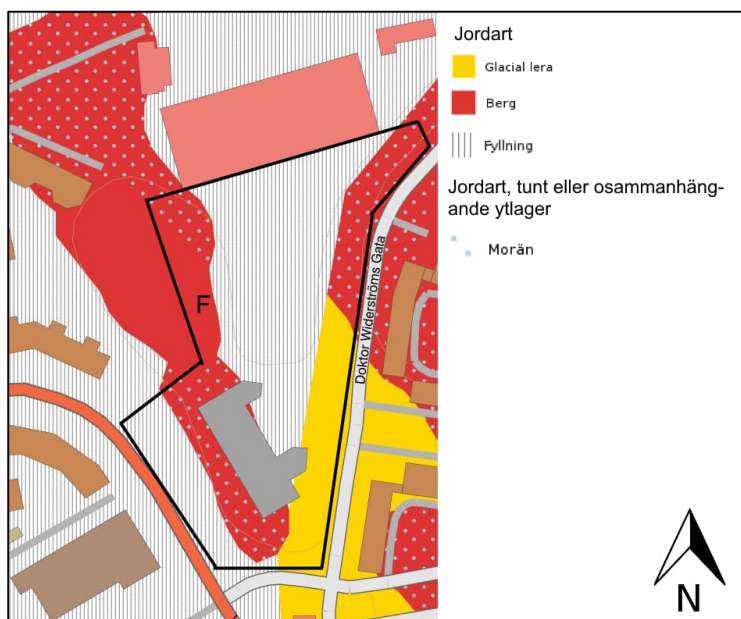 Jordart
Glacial lera
Berg
Fyllning
Jordart, tunt eller osammanhäng-
ande ytlager
Morän
F
Doktor Widerströms Gata
N